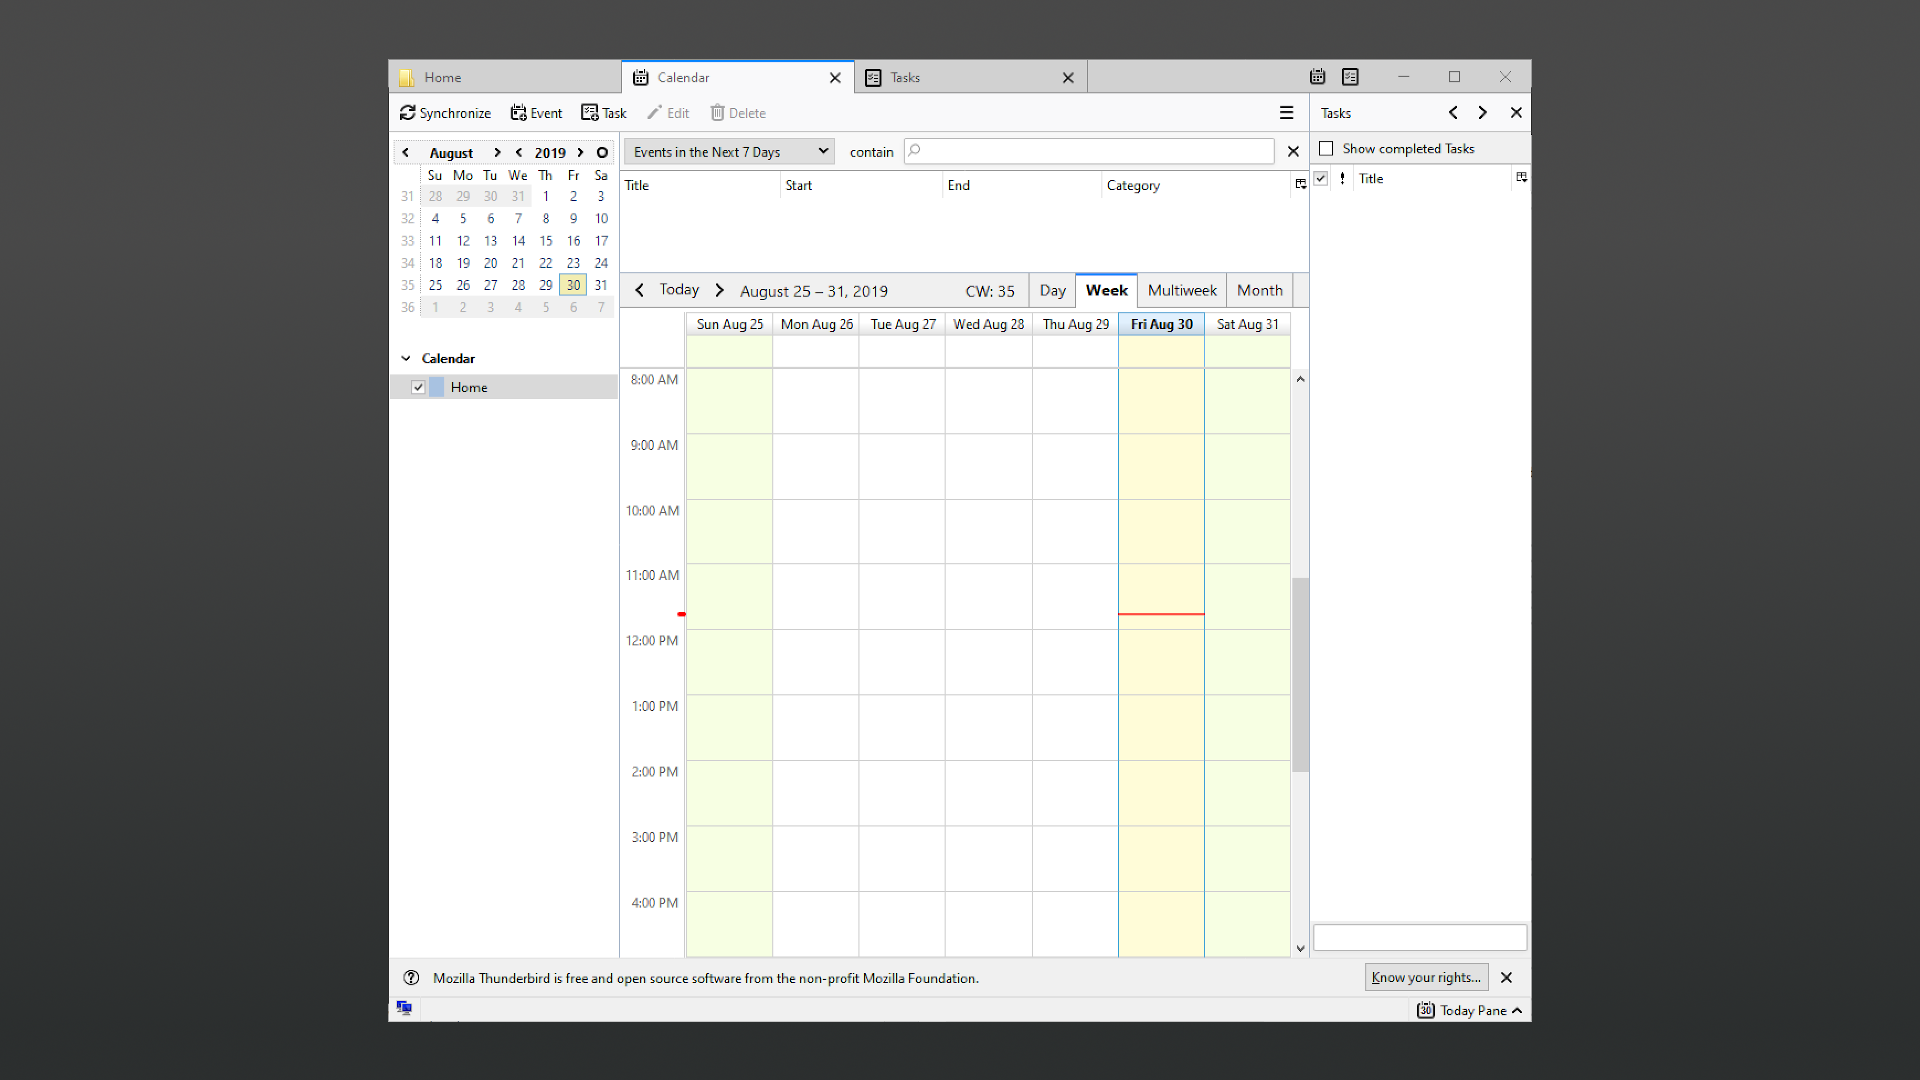 Home
Calendar
Tasks
Synchronize
Event
Task
Edit
Delete
Tasks
August
2019
Su Mo Tu We Th Fr Sa
31 28 29 30 31 1 2 3
32 4 5 6 7 8 9 10
33 11 12 13 14 15 16 17
34 18 19 20 21 22 23 24
35 25 26 27 28 29 30 31
36 1 2 3 4 5 6 7
Calendar
Home
Events in the Next 7 Days
contain
Title Start End Category
Today
August 25 – 31, 2019
CW: 35
Day
Week
Multiweek
Month
Sun Aug 25 Mon Aug 26 Tue Aug 27 Wed Aug 28 Thu Aug 29 Fri Aug 30 Sat Aug 31
8:00 AM
9:00 AM
10:00 AM
11:00 AM
12:00 PM
1:00 PM
2:00 PM
3:00 PM
4:00 PM
Show completed Tasks
Title
Mozilla Thunderbird is free and open source software from the non-profit Mozilla Foundation.
Know your rights...
30 Today Pane